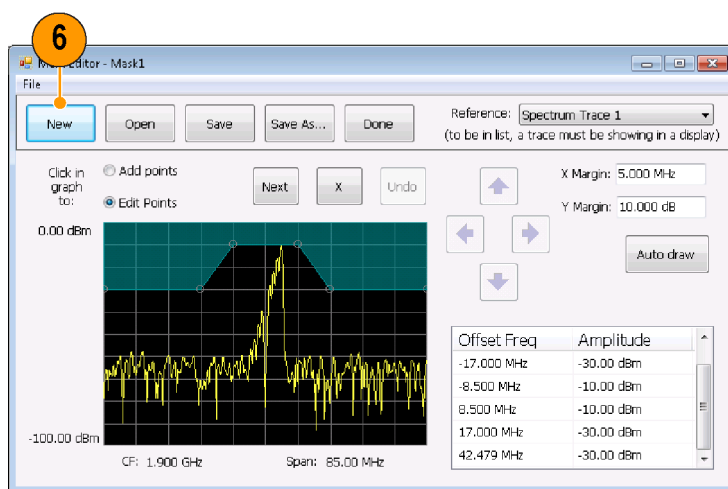 6
Mask Editor - Mask1
File
New
Open
Save
Save As...
Done
Reference: Spectrum Trace 1
(to be in list, a trace must be showing in a display)
Click in graph to:
Add points
Edit Points
Next
X
Undo
X Margin: 5.000 MHz
Y Margin: 10.000 dB
Auto draw
0.00 dBm
-100.00 dBm
CF: 1.900 GHz
Span: 85.00 MHz
Offset Freq Amplitude
-17.000 MHz -30.00 dBm
-8.500 MHz -10.00 dBm
8.500 MHz -10.00 dBm
17.000 MHz -30.00 dBm
42.479 MHz -30.00 dBm